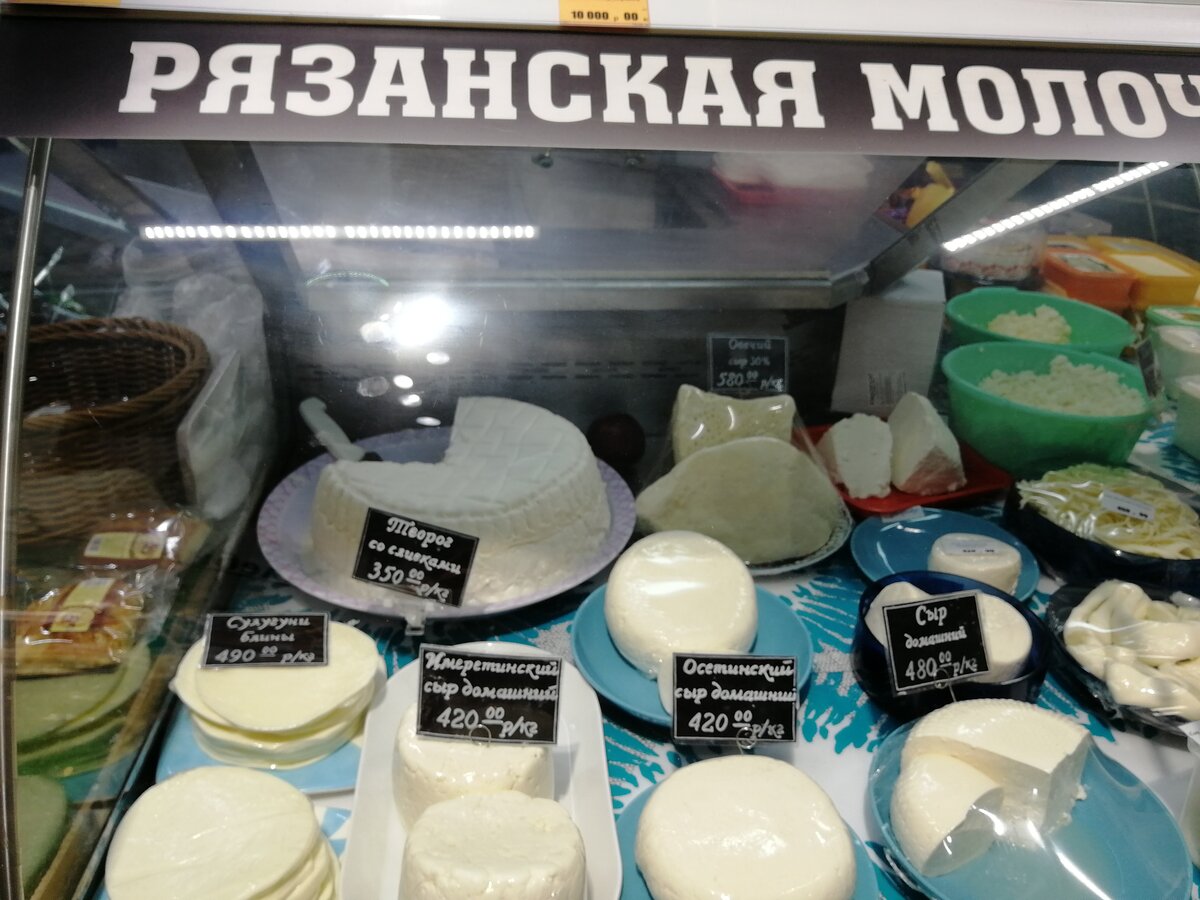 10 000 р 00 к
РЯЗАНСКАЯ МОЛОЧ
Овечий
сыр 30%
580 00 р/кг
Творог
со сливками
350 00 р/кг
Сулугуни
блины
490 00 р/кг
Имеретинский
сыр домашний
420 00 р/кг
Осетинский
сыр домашний
420 00 р/кг
Сыр
домашний
480 00 р/кг